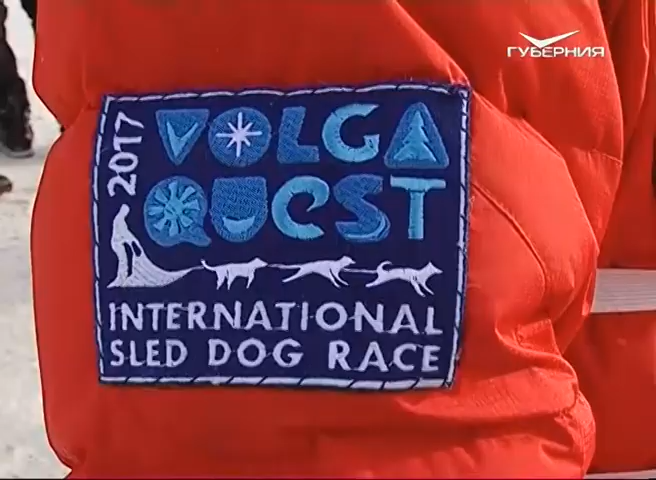 ГУБЕРНИЯ
2017
VOLGA
QUEST
INTERNATIONAL
SLED DOG RACE